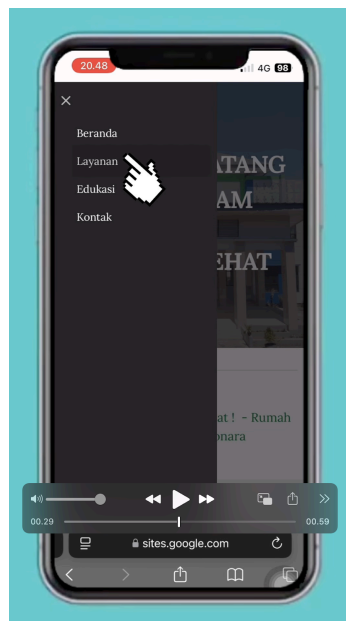 20.48
4G 98
Beranda
Layanan
Edukasi
Kontak
ATANG
AM
EHAT
at ! - Rumah
onara
00.29
00.59
sites.google.com